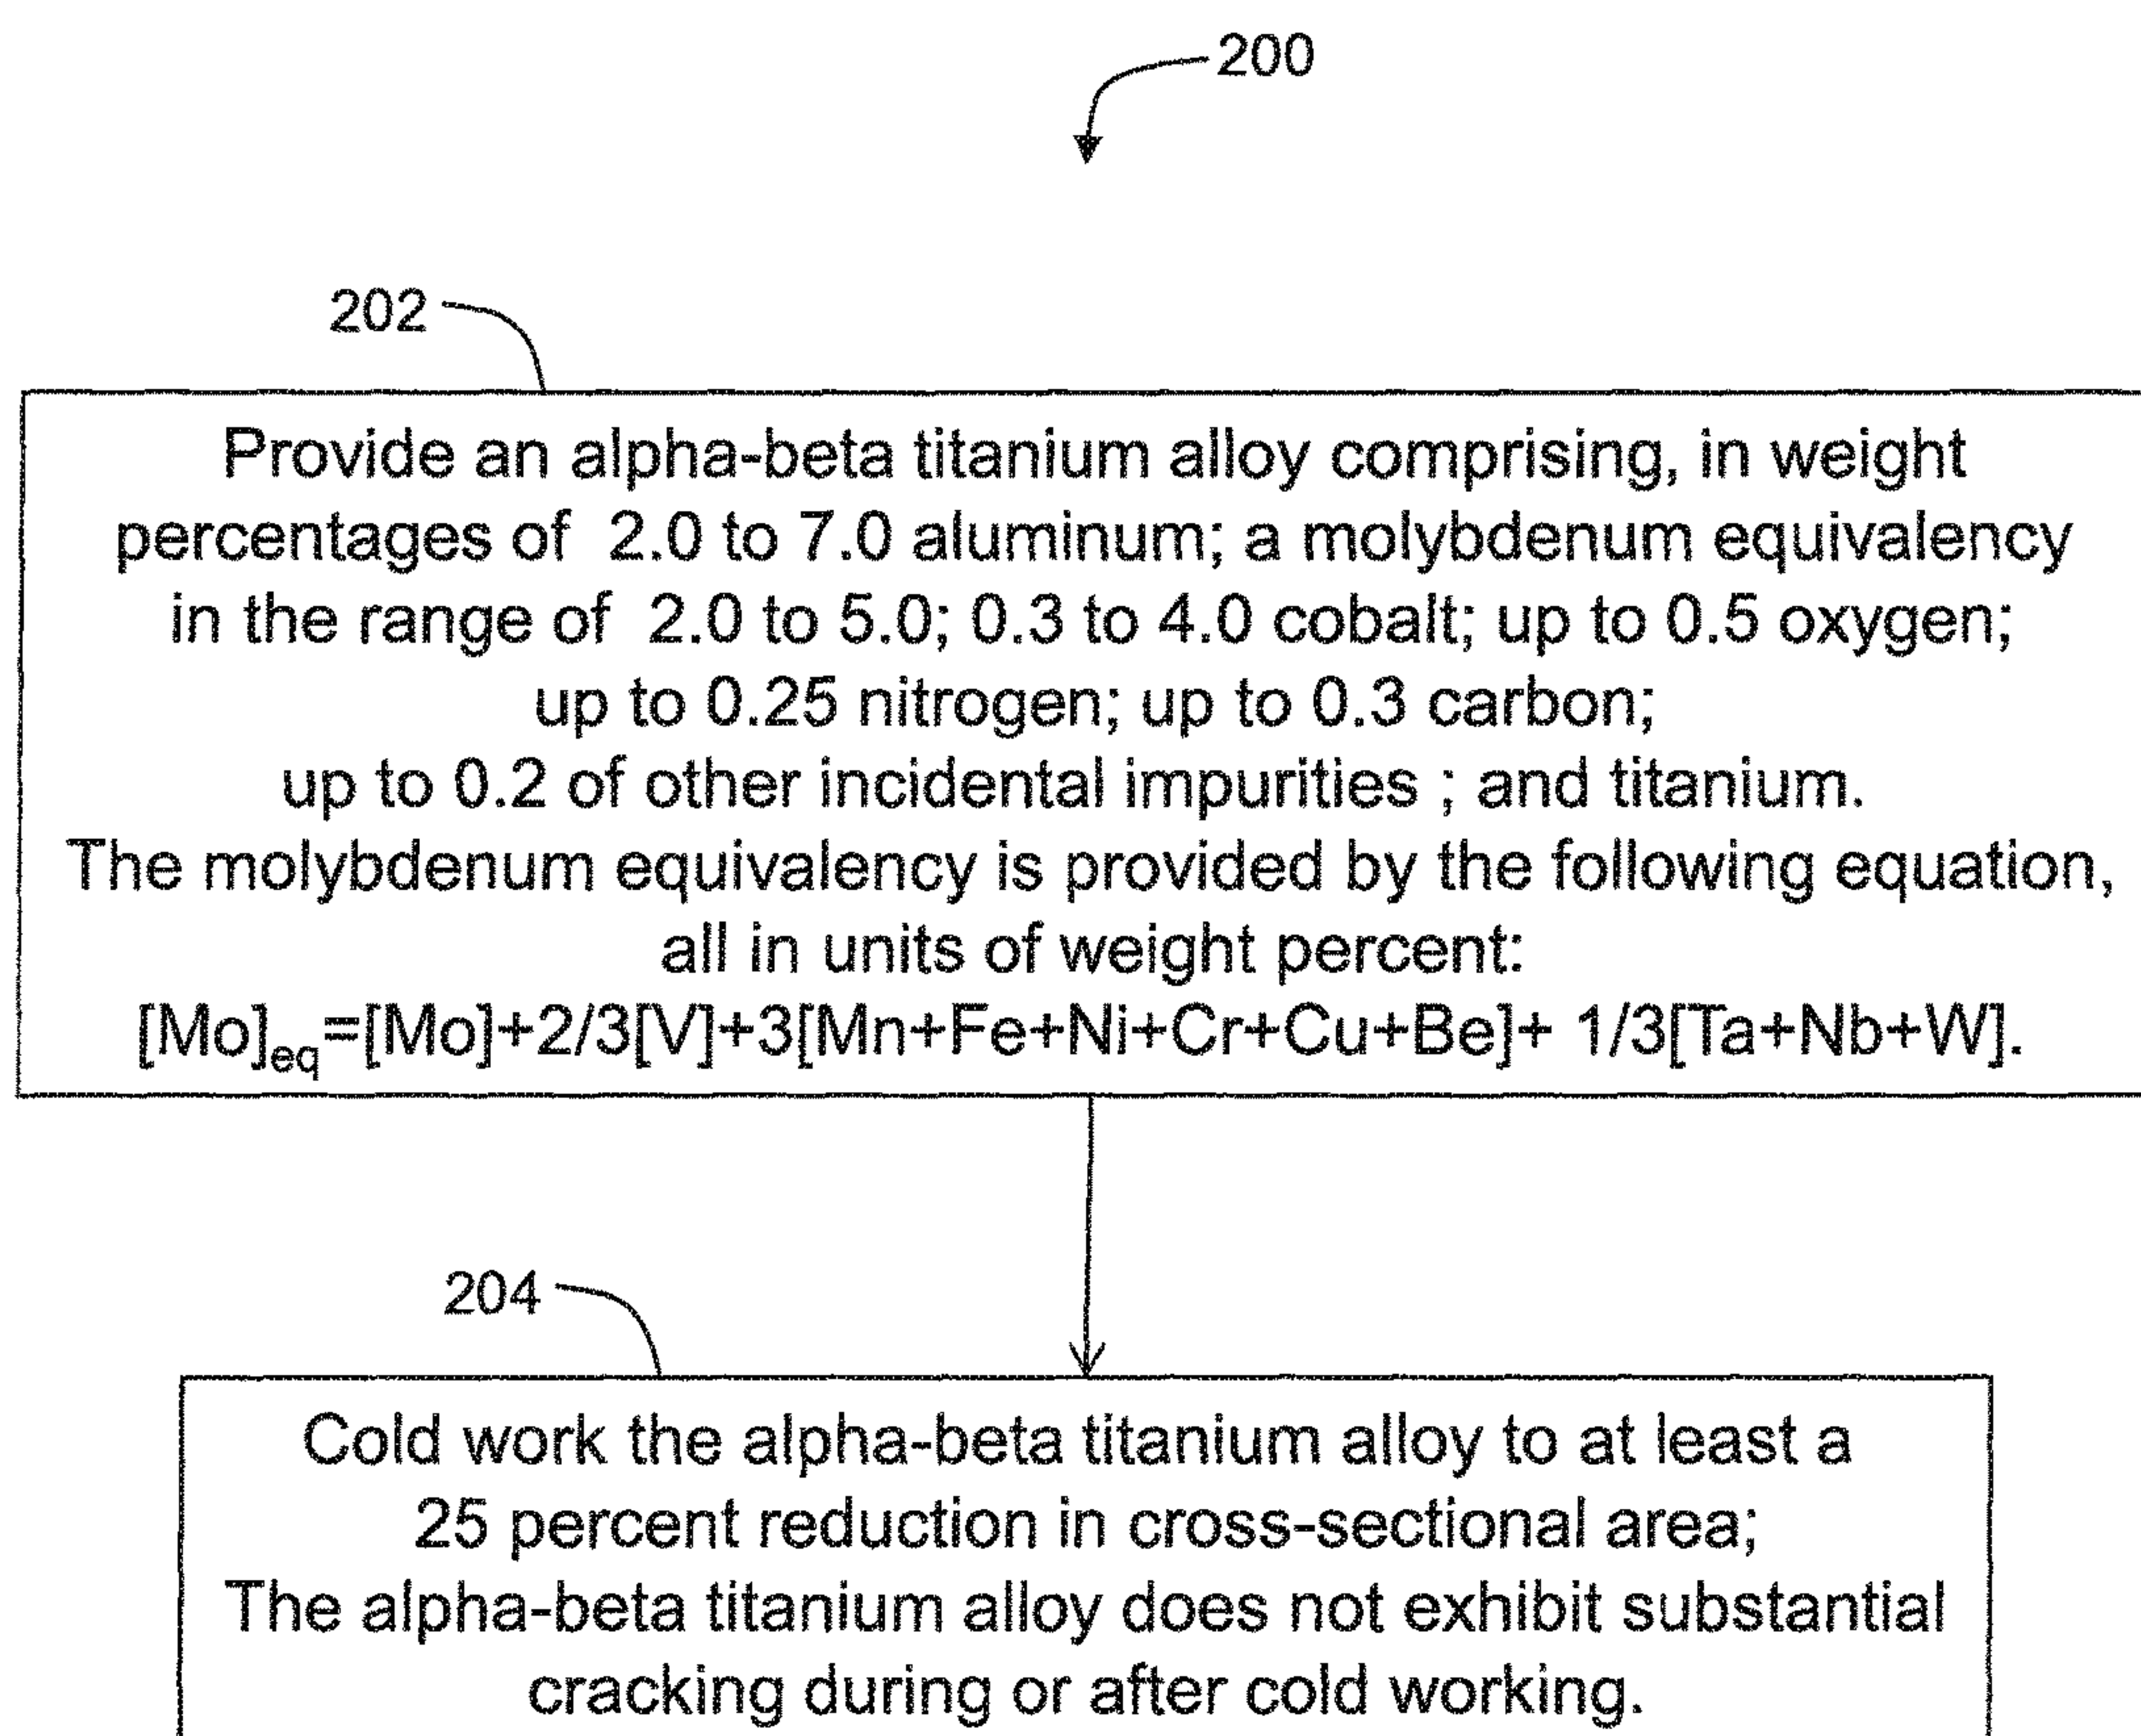 200
202
Provide an alpha-beta titanium alloy comprising, in weight
percentages of 2.0 to 7.0 aluminum; a molybdenum equivalency
in the range of 2.0 to 5.0; 0.3 to 4.0 cobalt; up to 0.5 oxygen;
up to 0.25 nitrogen; up to 0.3 carbon;
up to 0.2 of other incidental impurities ; and titanium.
The molybdenum equivalency is provided by the following equation,
all in units of weight percent:
[Mo]eq=[Mo]+2/3[V]+3[Mn+Fe+Ni+Cr+Cu+Be]+ 1/3[Ta+Nb+W].
204
Cold work the alpha-beta titanium alloy to at least a
25 percent reduction in cross-sectional area;
The alpha-beta titanium alloy does not exhibit substantial
cracking during or after cold working.